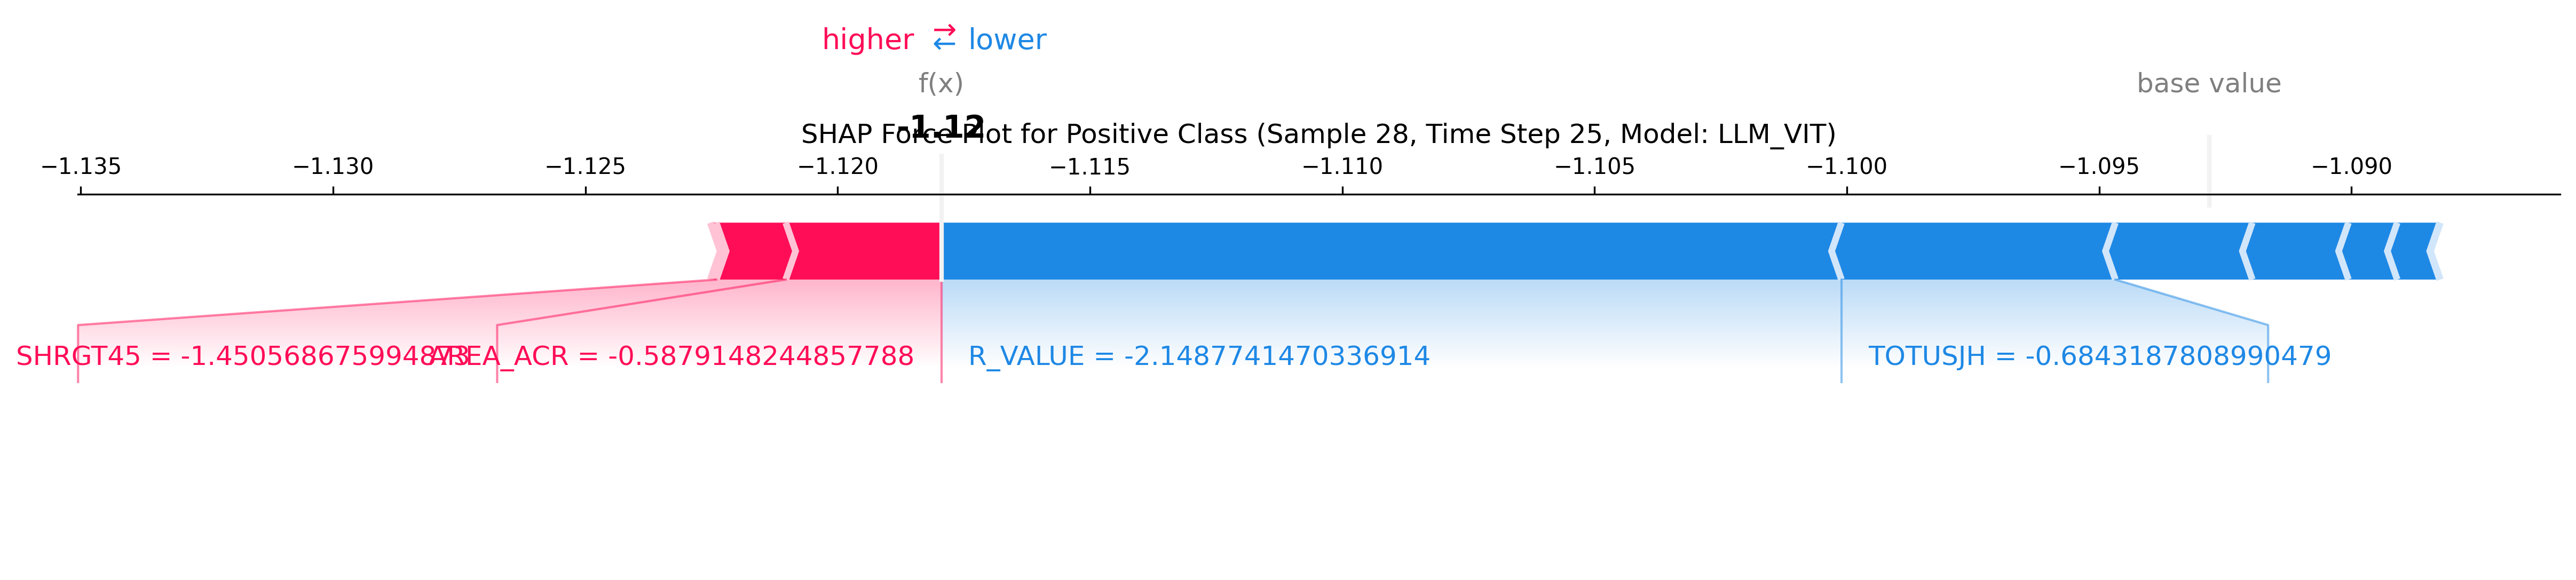 higher ⇄ lower
f(x) base value
-1.12
SHAP Force Plot for Positive Class (Sample 28, Time Step 25, Model: LLM_VIT)
−1.135 −1.130 −1.125 −1.120 −1.115 −1.110 −1.105 −1.100 −1.095 −1.090
SHRGT45 = -1.450568675994873 AREA_ACR = -0.5879148244857788 R_VALUE = -2.1487741470336914 TOTUSJH = -0.6843187808990479